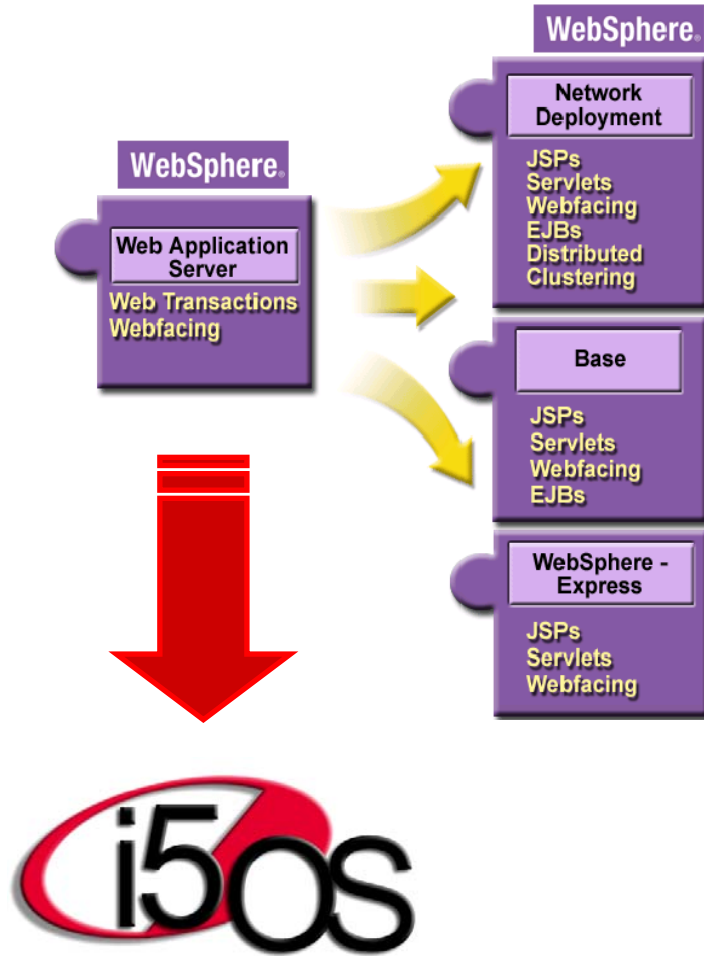 WebSphere®
Web Application
Server
Web Transactions
Webfacing
WebSphere®
Network
Deployment
JSPs
Servlets
Webfacing
EJBs
Distributed
Clustering
Base
JSPs
Servlets
Webfacing
EJBs
WebSphere -
Express
JSPs
Servlets
Webfacing
i5OS